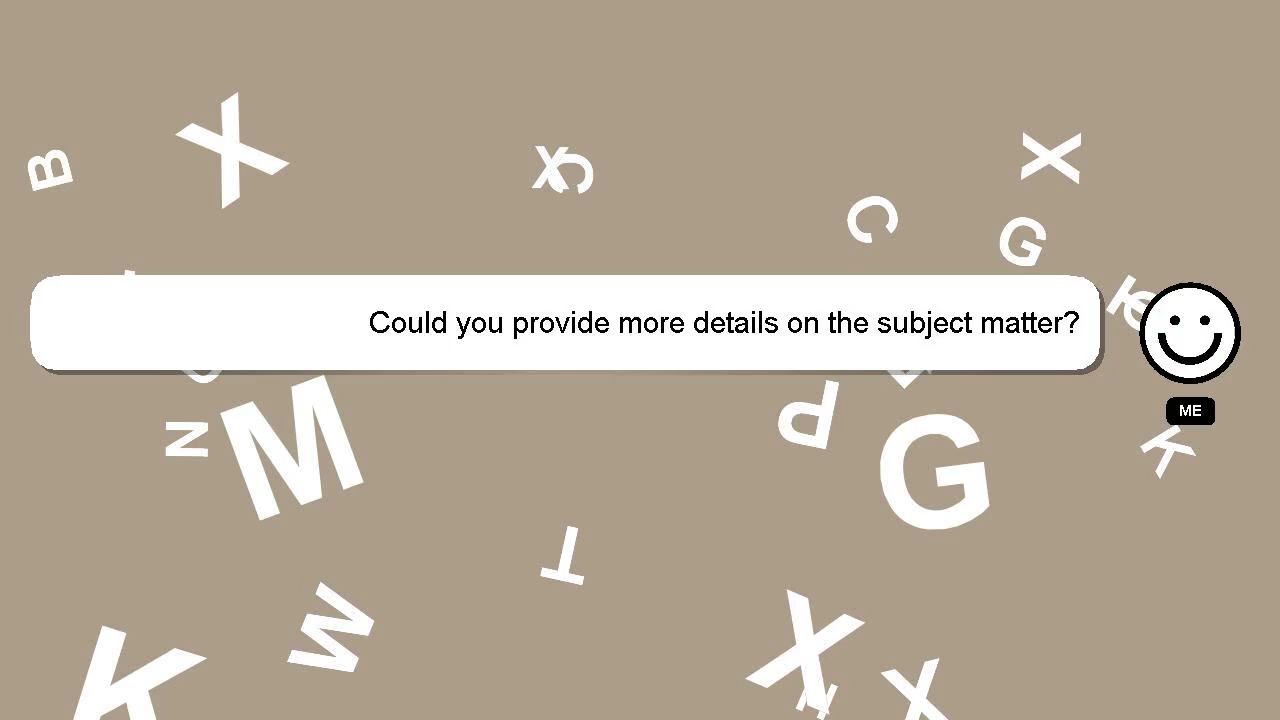 B
X
X
C
X
C
G
K
Could you provide more details on the subject matter?
ME
M
N
P
G
K
T
W
K
X
N
X